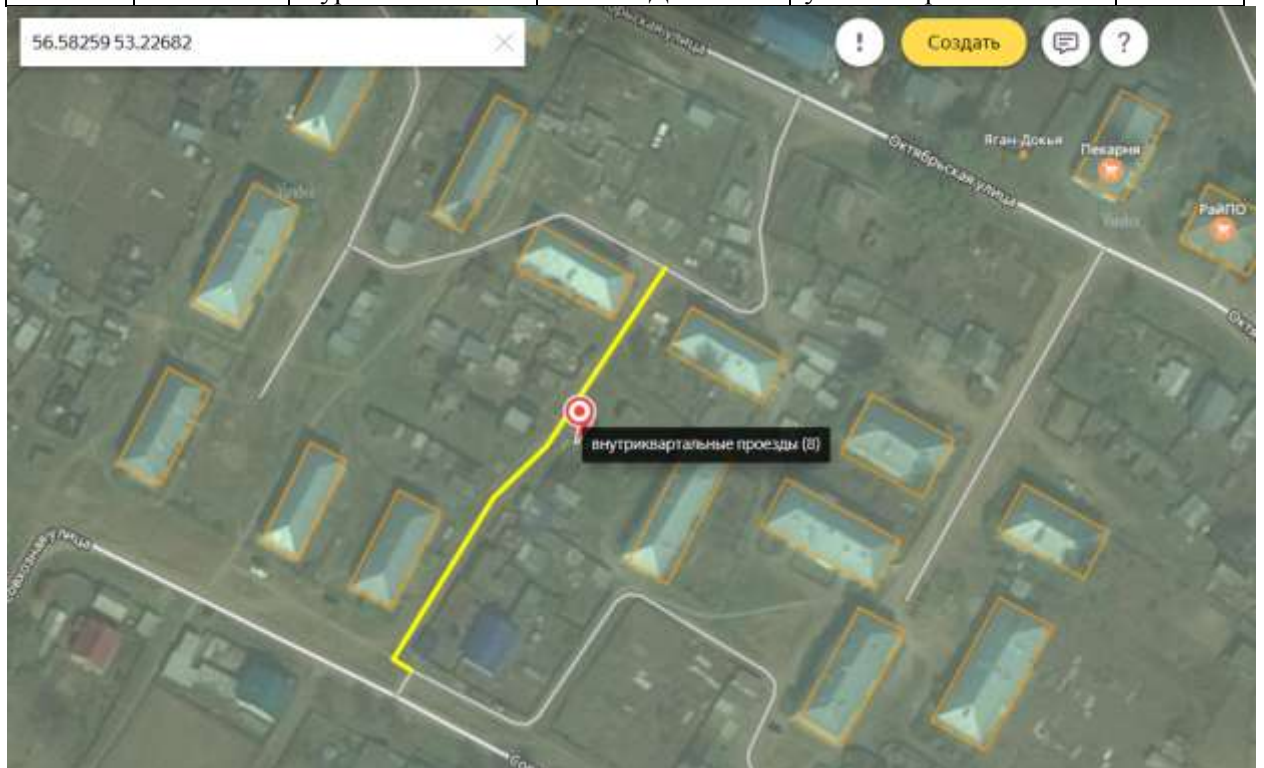 56.58259 53.22682
Создать
!
?
Октябрьская улица
Яган-Докья
Пекарня
РайПО
внутриквартальные проезды (8)